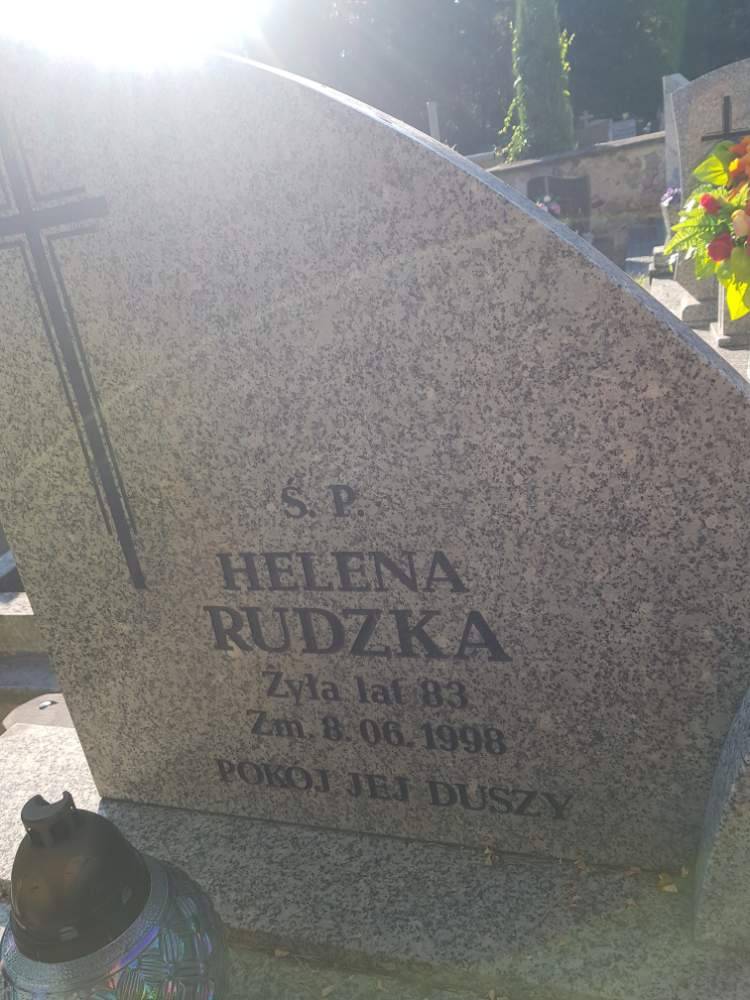 Ś. P.
HELENA
RUDZKA
Żyła lat 83
Zm. 8.06.1998
POKÓJ JEJ DUSZY